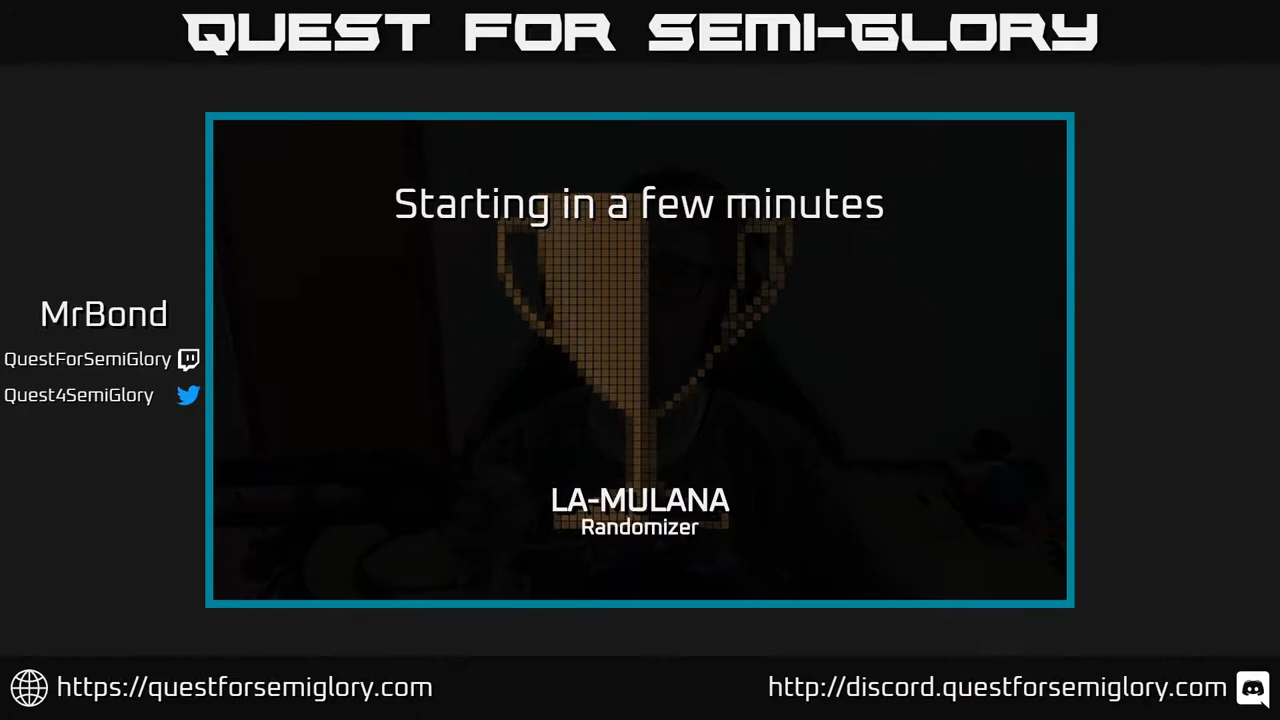 QUEST FOR SEMI-GLORY
Starting in a few minutes
MrBond
QuestForSemiGlory
Quest4SemiGlory
LA-MULANA
Randomizer
https://questforsemiglory.com
http://discord.questforsemiglory.com